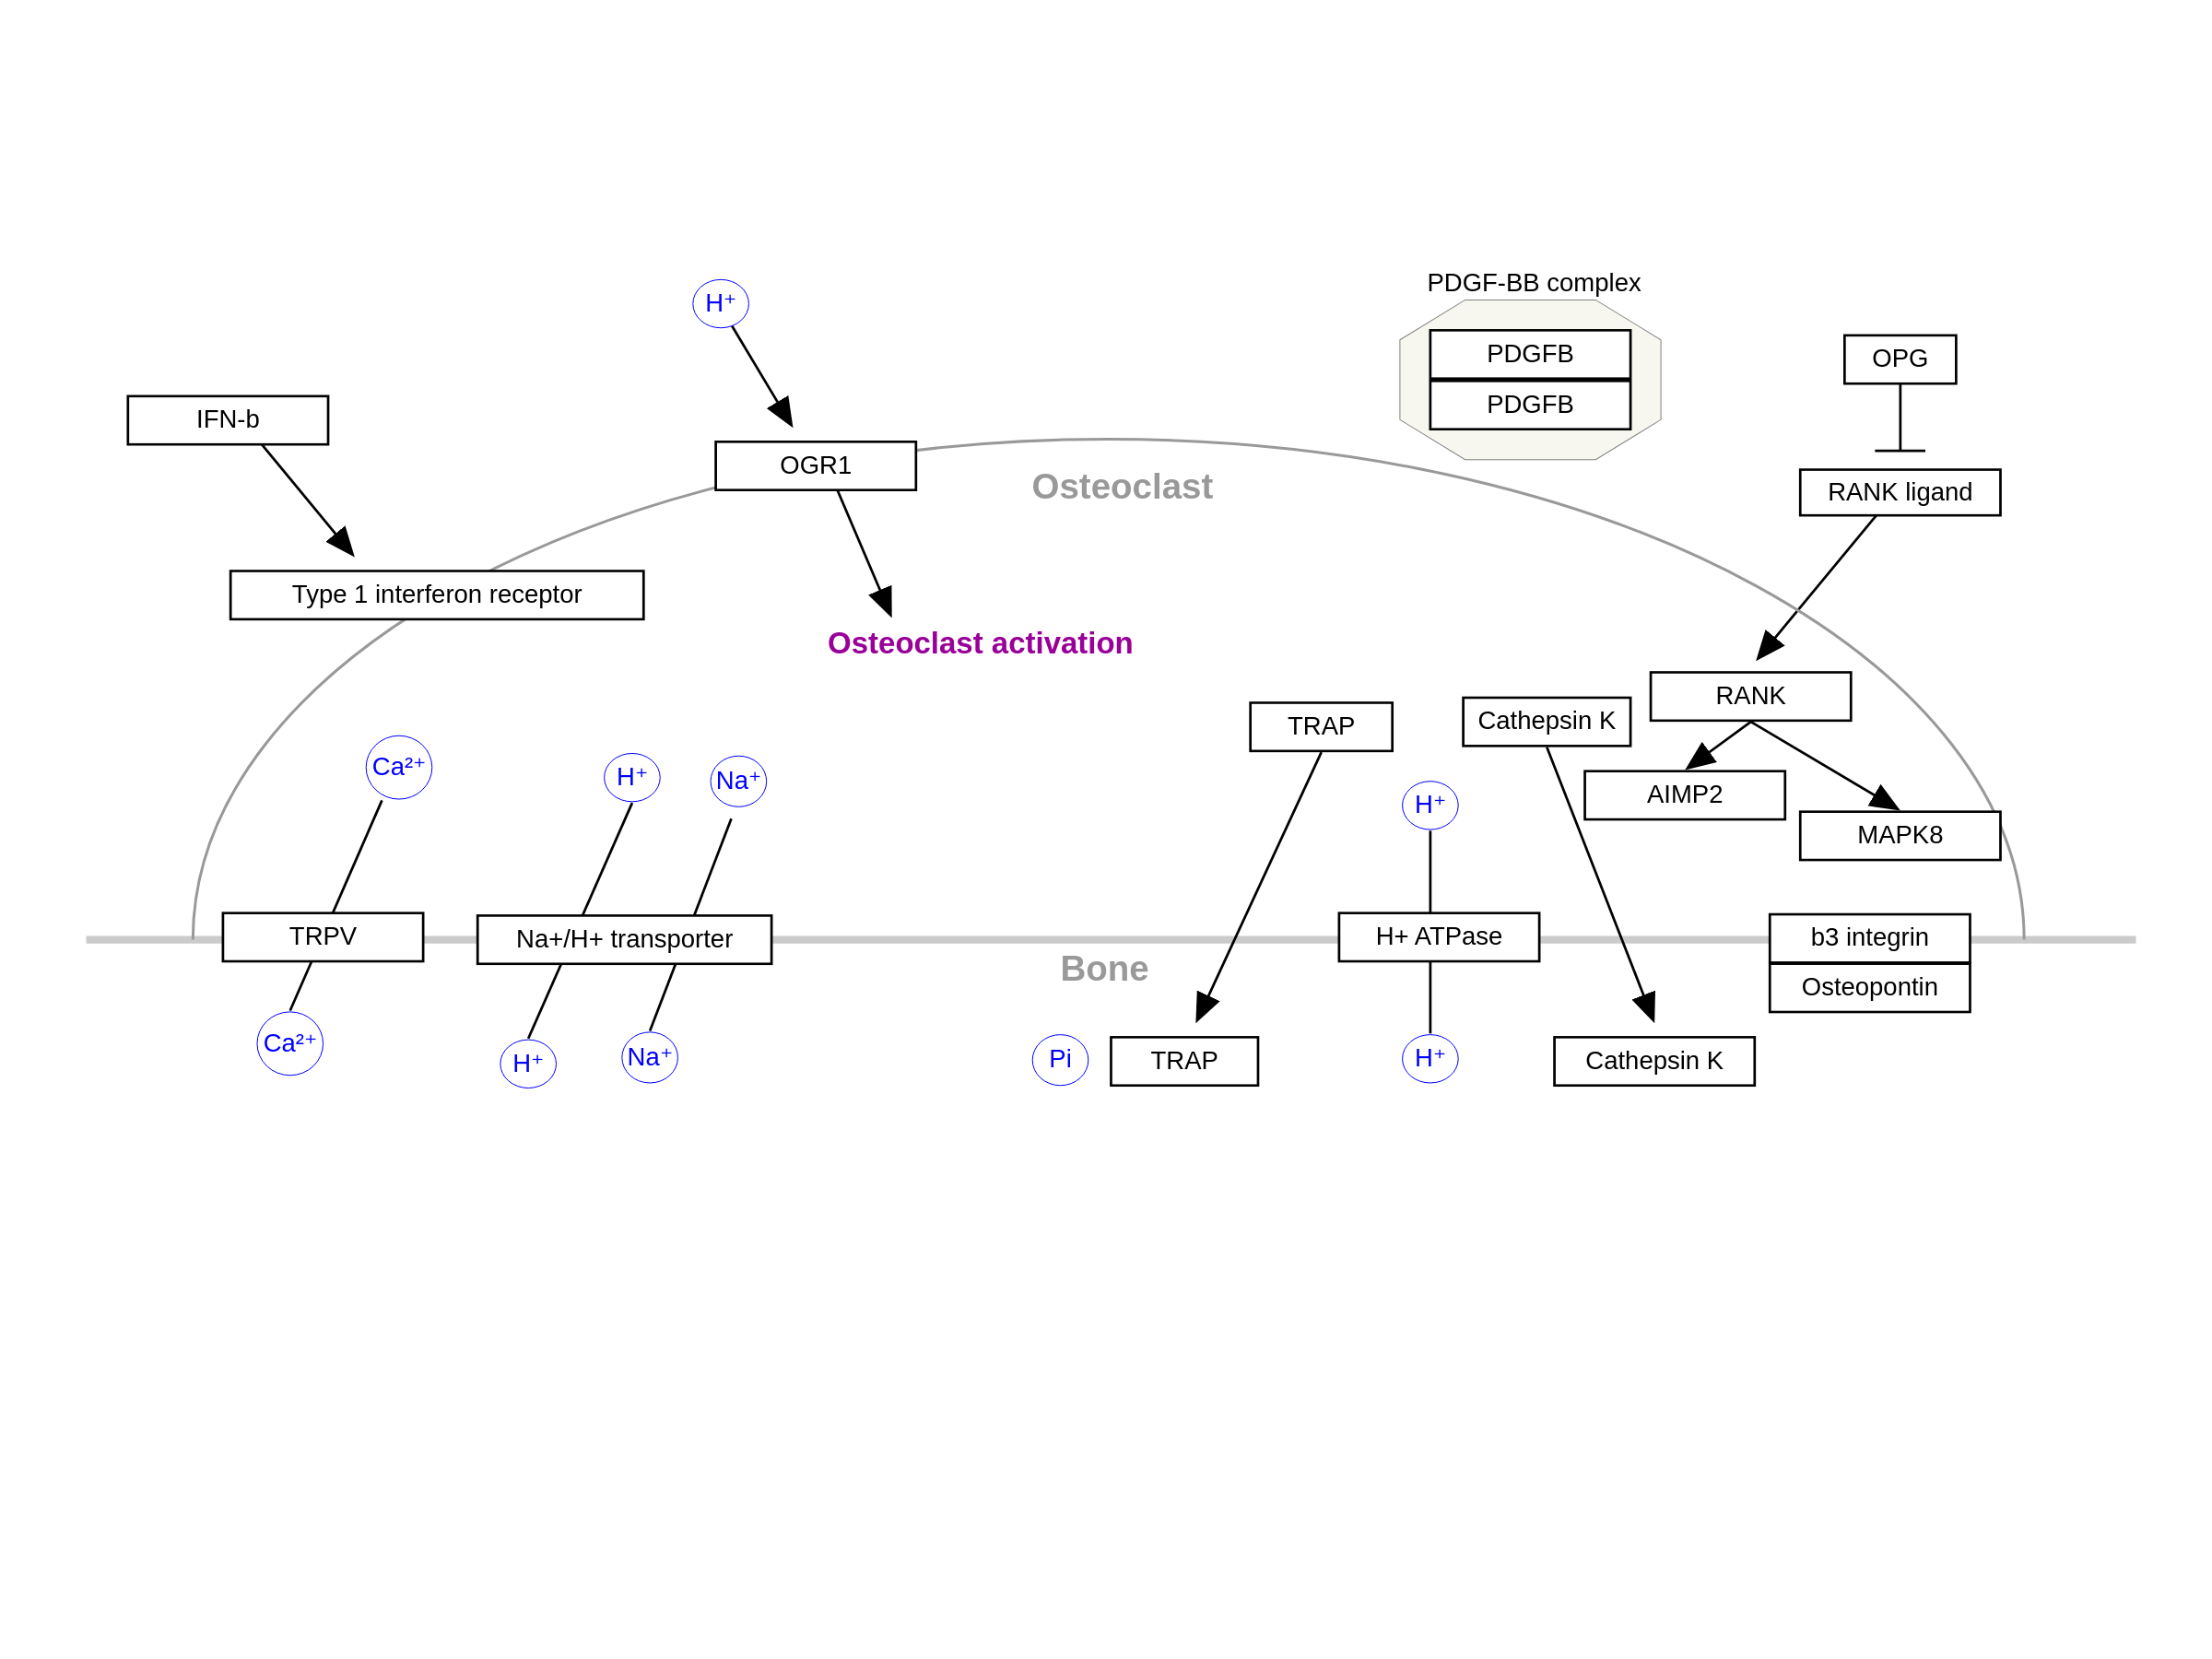 PDGF-BB complex
H⁺
PDGFB
OPG
PDGFB
IFN-b
OGR1
Osteoclast
RANK ligand
Type 1 interferon receptor
Osteoclast activation
RANK
TRAP
Cathepsin K
Ca²⁺
H⁺
Na⁺
AIMP2
H⁺
MAPK8
TRPV
Na+/H+ transporter
H+ ATPase
b3 integrin
Bone
Osteopontin
Ca²⁺
H⁺
Na⁺
Pi
TRAP
H⁺
Cathepsin K